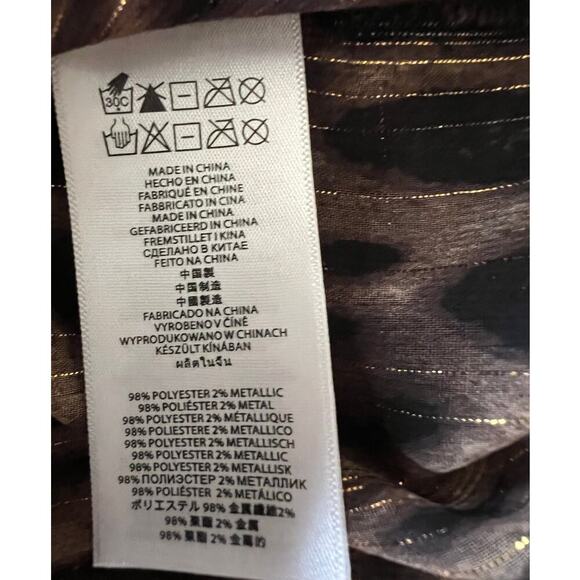 30C
MADE IN CHINA
HECHO EN CHINA
FABRIQUÉ EN CHINE
FABBRICATO IN CINA
MADE IN CHINA
GEFABRICEERD IN CHINA
FREMSTILLET I KINA
СДЕЛАНО В КИТАЕ
FEITO NA CHINA
中国製
中国制造
中國製造
FABRICADO NA CHINA
VYROBENO V ČÍNĚ
WYPRODUKOWANO W CHINACH
KÉSZÜLT KÍNÁBAN
ผลิตในจีน
98% POLYESTER 2% METALLIC
98% POLIÉSTER 2% METAL
98% POLYESTER 2% MÉTALLIQUE
98% POLIESTERE 2% METALLICO
98% POLYESTER 2% METALLISCH
98% POLYESTER 2% METALLIC
98% POLYESTER 2% METALLISK
98% ПОЛИЭСТЕР 2% МЕТАЛЛИК
98% POLIÉSTER 2% METÁLICO
ポリエステル 98% 金属繊維2%
98% 聚酯 2% 金属
98% 聚酯 2% 金屬的